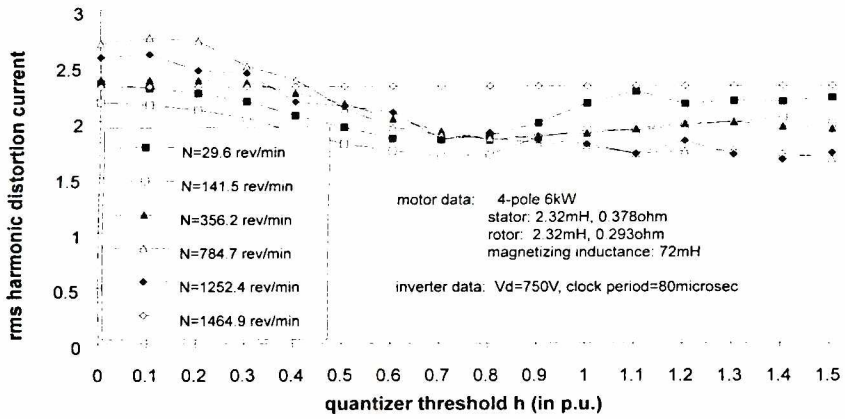 3
2.5
2
1.5
1
0.5
0
rms harmonic distortion current
N=29.6 rev/min
N=141.5 rev/min
N=356.2 rev/min
N=784.7 rev/min
N=1252.4 rev/min
N=1464.9 rev/min
motor data: 4-pole 6kW
stator: 2.32mH, 0.378ohm
rotor: 2.32mH, 0.293ohm
magnetizing inductance: 72mH
inverter data: Vd=750V, clock period=80microsec
0 0.1 0.2 0.3 0.4 0.5 0.6 0.7 0.8 0.9 1 1.1 1.2 1.3 1.4 1.5
quantizer threshold h (in p.u.)